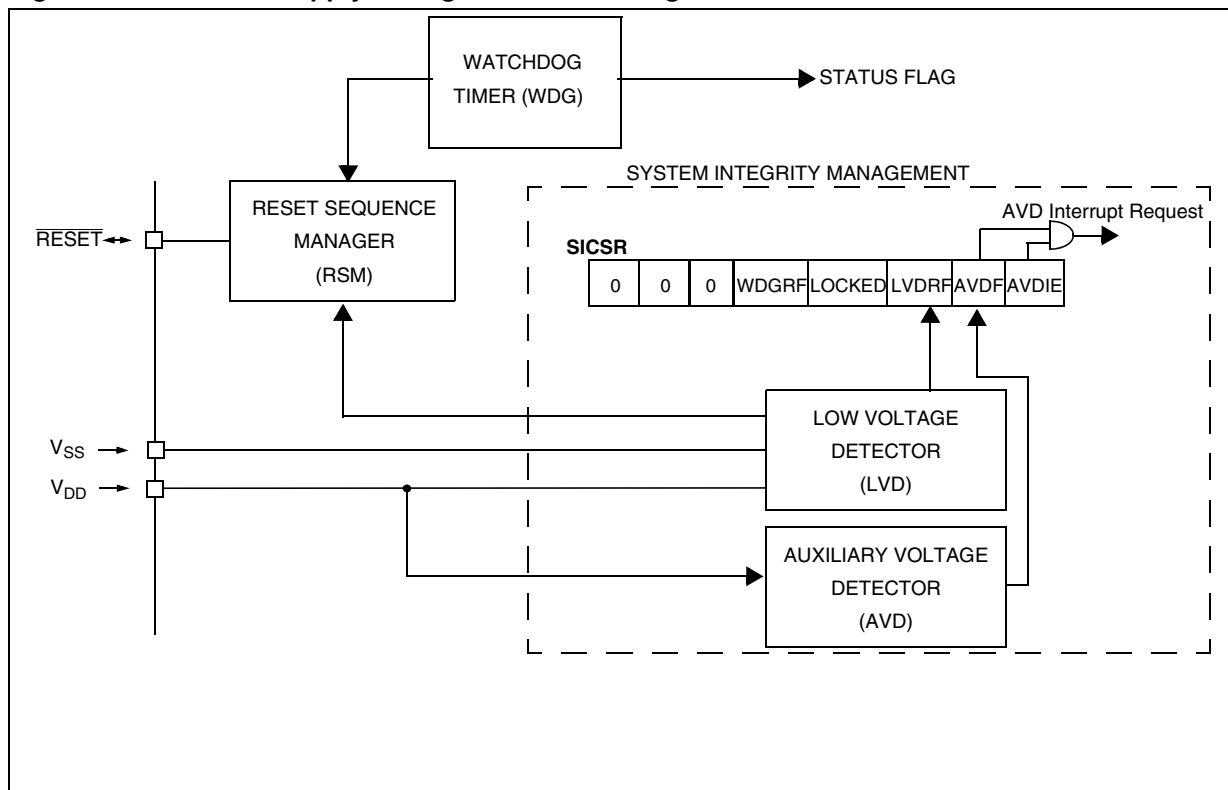 WATCHDOG
TIMER (WDG)
STATUS FLAG
SYSTEM INTEGRITY MANAGEMENT
RESET SEQUENCE
MANAGER
(RSM)
RESET
AVD Interrupt Request
SICSR
0 0 0 WDGRF LOCKED LVDRF AVDF AVDIE
LOW VOLTAGE
DETECTOR
(LVD)
VSS
VDD
AUXILIARY VOLTAGE
DETECTOR
(AVD)